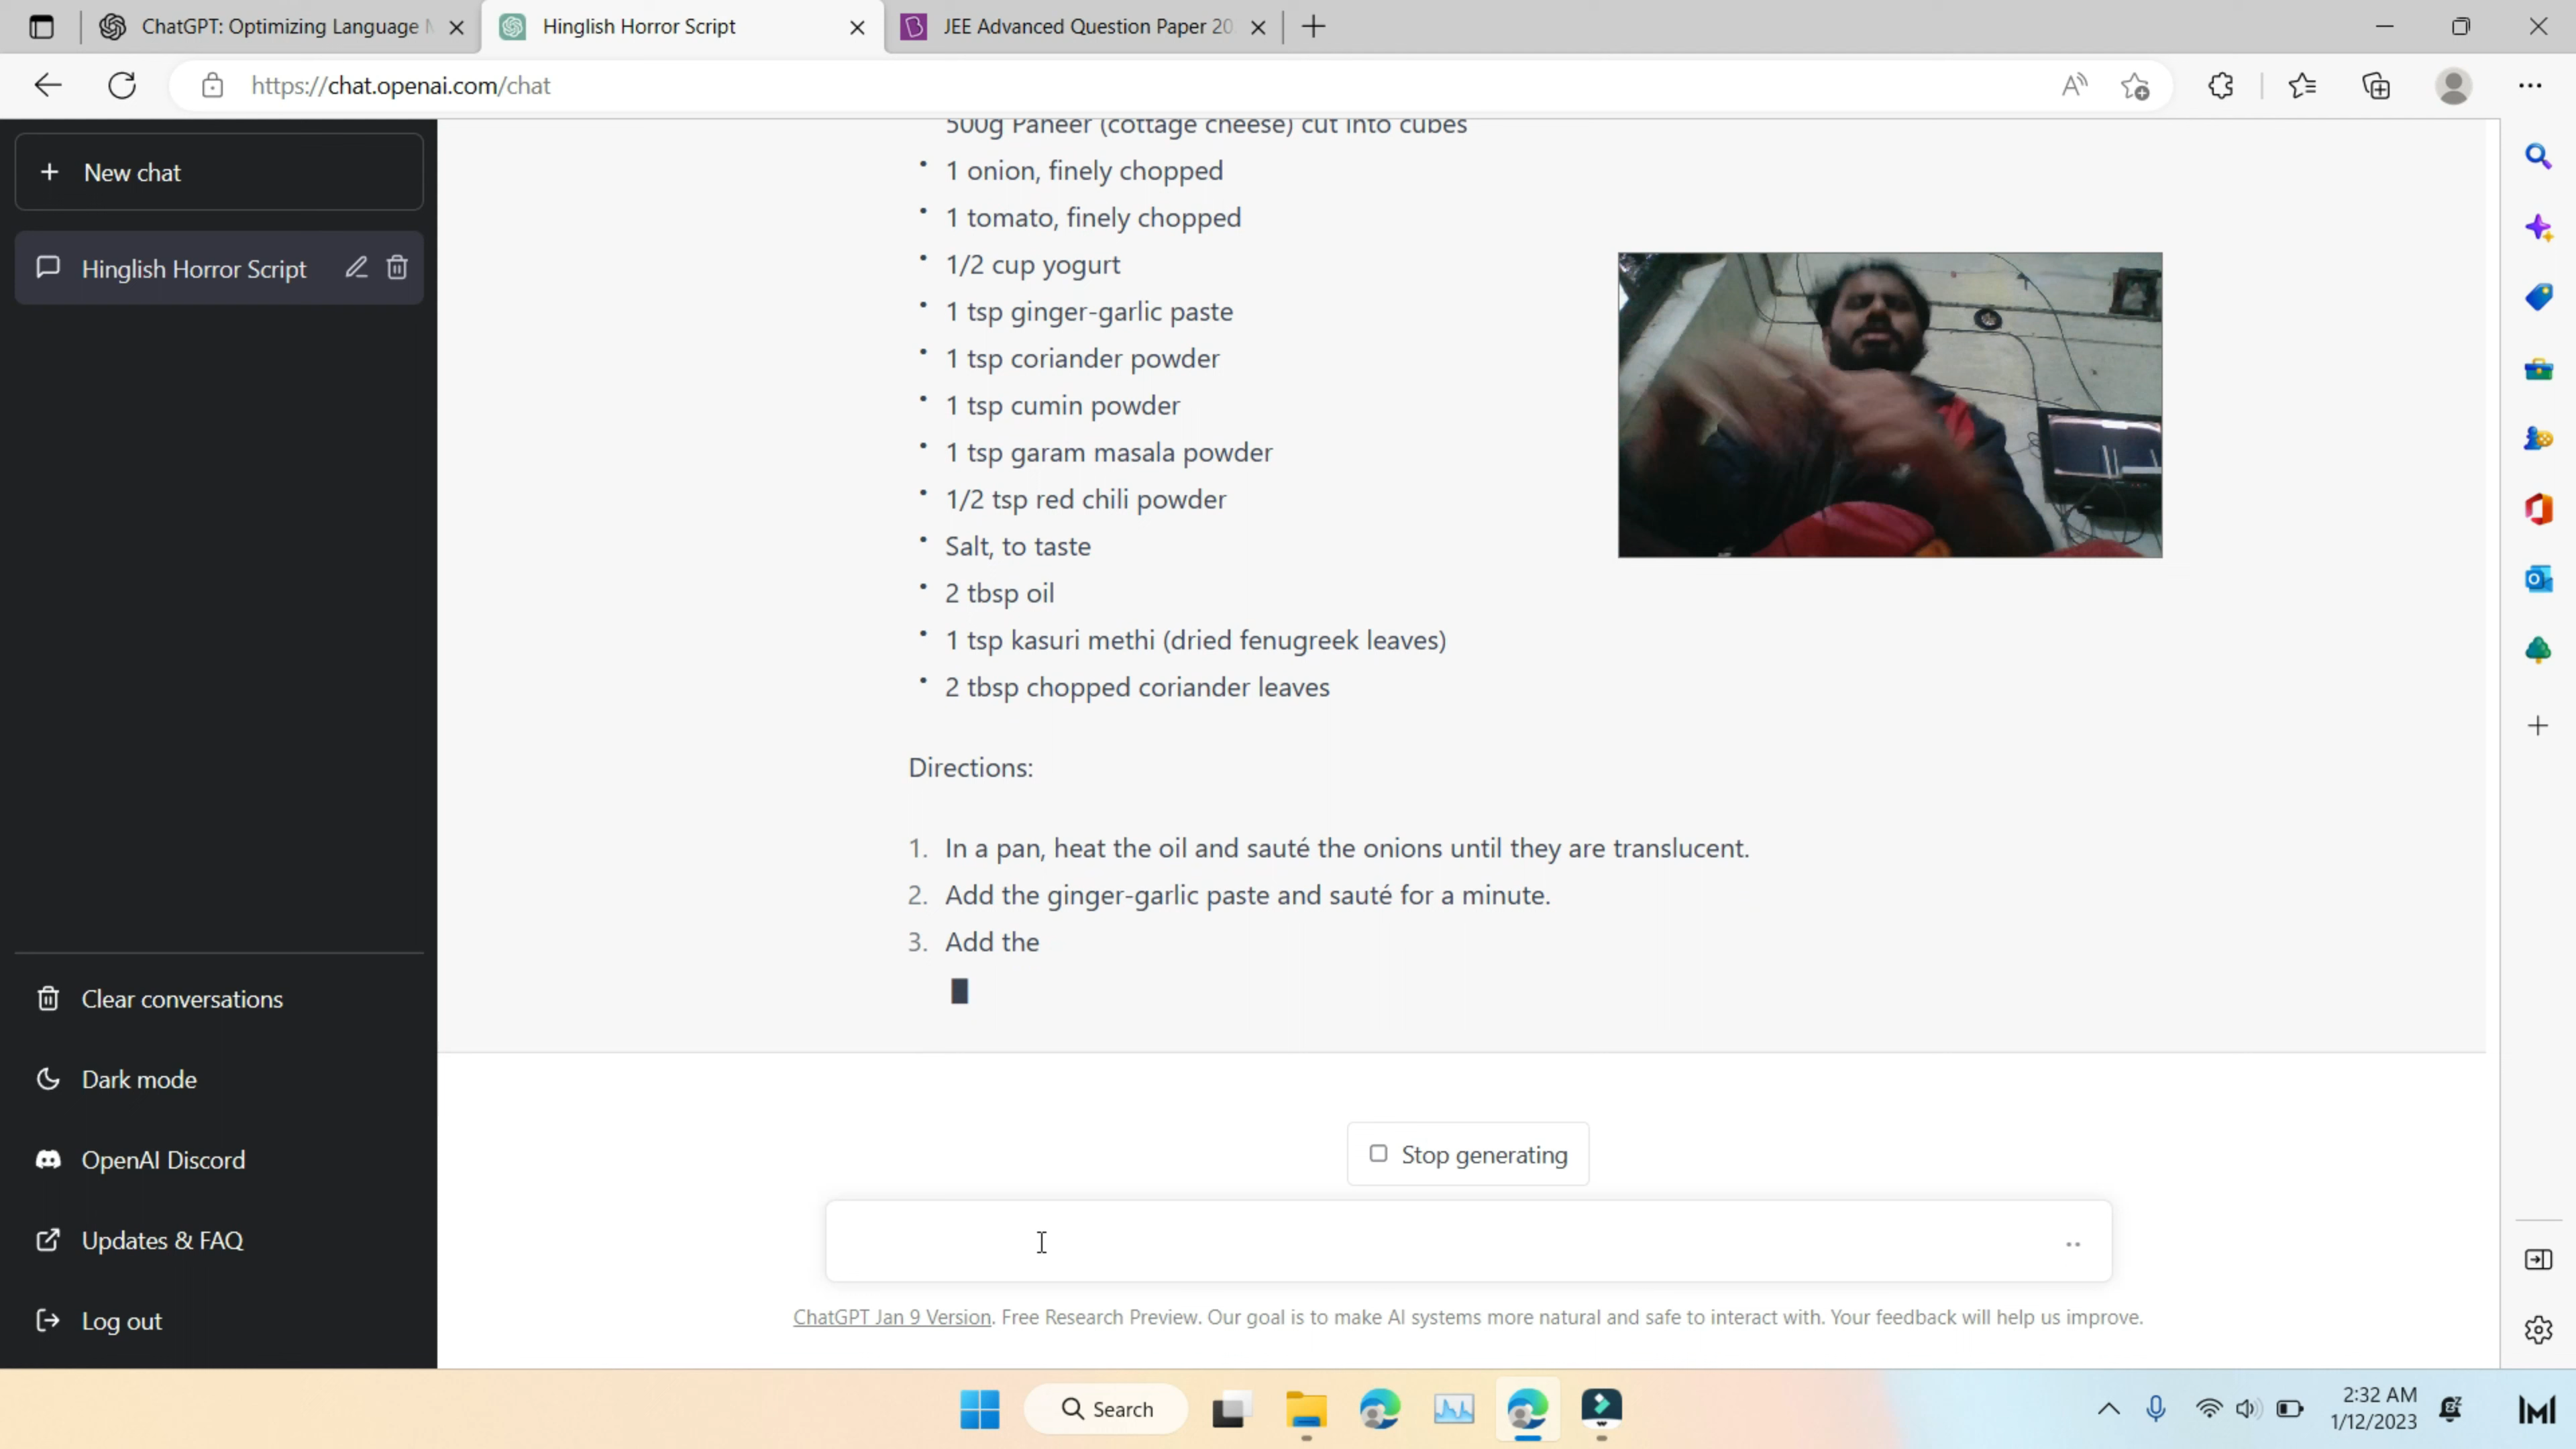 ChatGPT: Optimizing Language
Hinglish Horror Script
JEE Advanced Question Paper 20
https://chat.openai.com/chat
New chat
Hinglish Horror Script
500g Paneer (cottage cheese) cut into cubes
• 1 onion, finely chopped
• 1 tomato, finely chopped
• 1/2 cup yogurt
• 1 tsp ginger-garlic paste
• 1 tsp coriander powder
• 1 tsp cumin powder
• 1 tsp garam masala powder
• 1/2 tsp red chili powder
• Salt, to taste
• 2 tbsp oil
• 1 tsp kasuri methi (dried fenugreek leaves)
• 2 tbsp chopped coriander leaves
Directions:
1. In a pan, heat the oil and sauté the onions until they are translucent.
2. Add the ginger-garlic paste and sauté for a minute.
3. Add the
Clear conversations
Dark mode
OpenAI Discord
Updates & FAQ
Log out
Stop generating
ChatGPT Jan 9 Version. Free Research Preview. Our goal is to make AI systems more natural and safe to interact with. Your feedback will help us improve.
Search
2:32 AM
1/12/2023